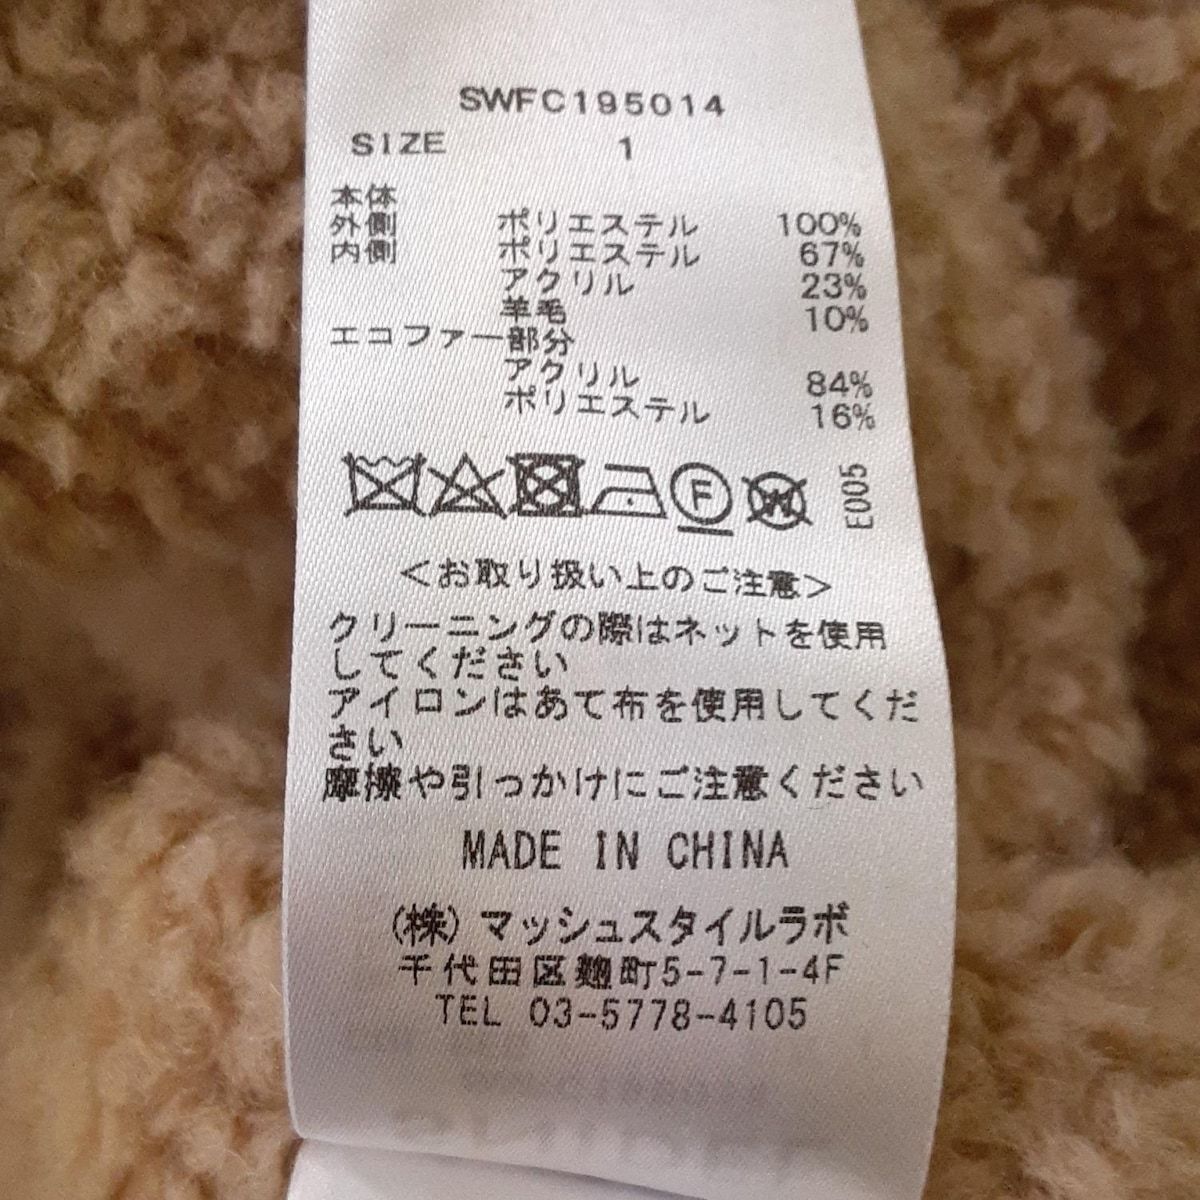 SWFC195014
SIZE 1
本体
外側 ポリエステル 100%
内側 ポリエステル 67%
アクリル 23%
羊毛 10%
エコファー部分
アクリル 84%
ポリエステル 16%
F W E005
<お取り扱い上のご注意>
クリーニングの際はネットを使用
してください
アイロンはあて布を使用してくだ
さい
摩擦や引っかけにご注意ください
MADE IN CHINA
(株)マッシュスタイルラボ
千代田区麹町5-7-1-4F
TEL 03-5778-4105